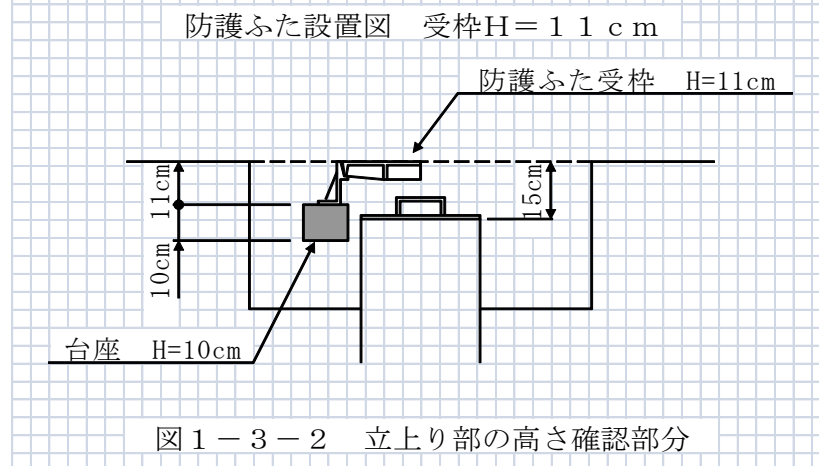 防護ふた設置図　受枠H＝１１ｃｍ
防護ふた受枠　H=11cm
11cm
15cm
10cm
台座　H=10cm
図１－３－２　立上り部の高さ確認部分